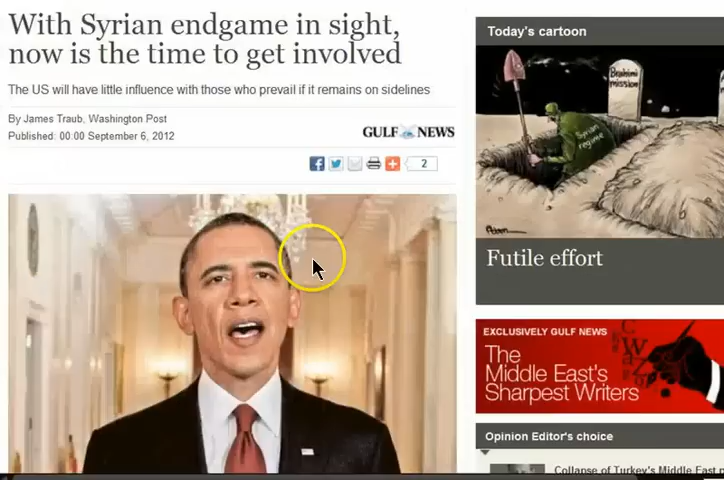 With Syrian endgame in sight,
now is the time to get involved
The US will have little influence with those who prevail if it remains on sidelines
By James Traub, Washington Post
Published: 00:00 September 6, 2012
GULF NEWS
2
Today's cartoon
Brahimi
mission
Syrian
regime
Futile effort
EXCLUSIVELY GULF NEWS
The
Middle East's
Sharpest Writers
Opinion Editor's choice
Collapse of Turkey's Middle East